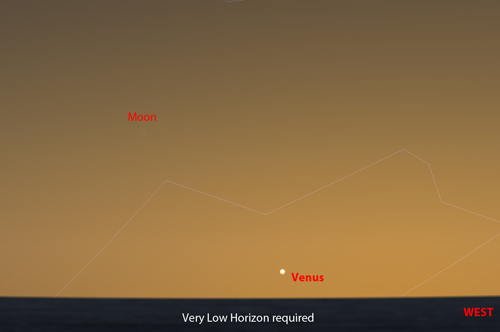 Moon
Venus
WEST
Very Low Horizon required